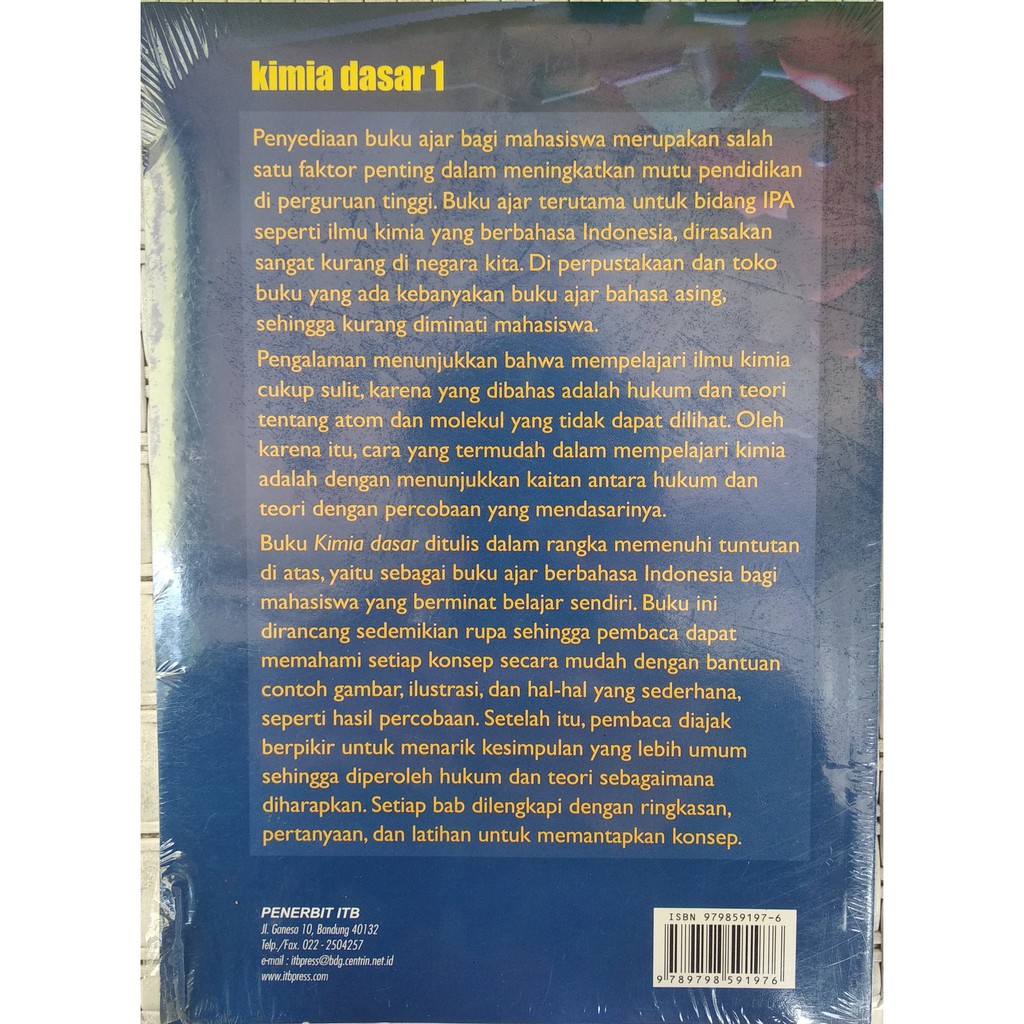 kimia dasar 1
Penyediaan buku ajar bagi mahasiswa merupakan salah
satu faktor penting dalam meningkatkan mutu pendidikan
di perguruan tinggi. Buku ajar terutama untuk bidang IPA
seperti ilmu kimia yang berbahasa Indonesia, dirasakan
sangat kurang di negara kita. Di perpustakaan dan toko
buku yang ada kebanyakan buku ajar bahasa asing,
sehingga kurang diminati mahasiswa.
Pengalaman menunjukkan bahwa mempelajari ilmu kimia
cukup sulit, karena yang dibahas adalah hukum dan teori
tentang atom dan molekul yang tidak dapat dilihat. Oleh
karena itu, cara yang termudah dalam mempelajari kimia
adalah dengan menunjukkan kaitan antara hukum dan
teori dengan percobaan yang mendasarinya.
Buku Kimia dasar ditulis dalam rangka memenuhi tuntutan
di atas, yaitu sebagai buku ajar berbahasa Indonesia bagi
mahasiswa yang berminat belajar sendiri. Buku ini
dirancang sedemikian rupa sehingga pembaca dapat
memahami setiap konsep secara mudah dengan bantuan
contoh gambar, ilustrasi, dan hal-hal yang sederhana,
seperti hasil percobaan. Setelah itu, pembaca diajak
berpikir untuk menarik kesimpulan yang lebih umum
sehingga diperoleh hukum dan teori sebagaimana
diharapkan. Setiap bab dilengkapi dengan ringkasan,
pertanyaan, dan latihan untuk memantapkan konsep.
PENERBIT ITB
Jl. Ganesa 10, Bandung 40132
Telp./Fax. 022 - 2504257
e-mail : itbpress@bdg.centrin.net.id
www.itbpress.com
ISBN 979859197-6
9 789798 591976